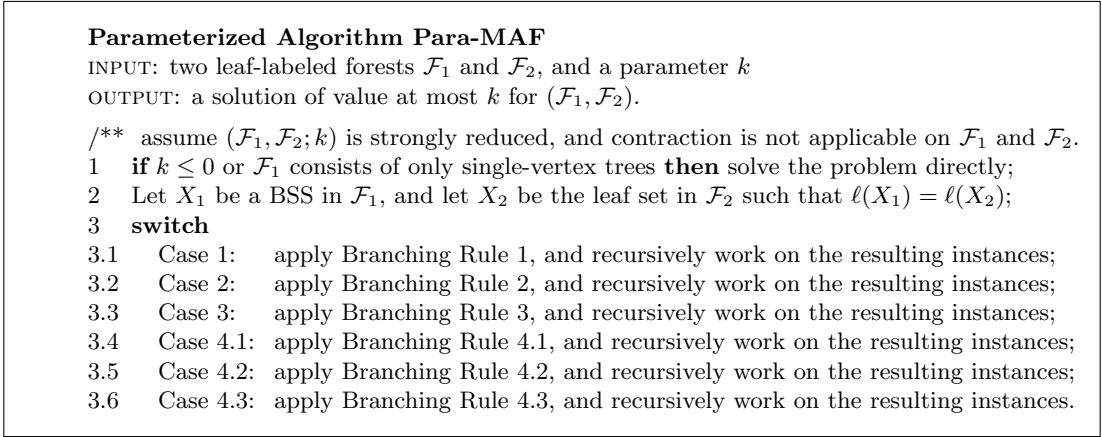 Parameterized Algorithm Para-MAF
INPUT: two leaf-labeled forests 𝓕₁ and 𝓕₂, and a parameter k
OUTPUT: a solution of value at most k for (𝓕₁, 𝓕₂).
/** assume (𝓕₁, 𝓕₂; k) is strongly reduced, and contraction is not applicable on 𝓕₁ and 𝓕₂.
1 if k ≤ 0 or 𝓕₁ consists of only single-vertex trees then solve the problem directly;
2 Let X₁ be a BSS in 𝓕₁, and let X₂ be the leaf set in 𝓕₂ such that ℓ(X₁) = ℓ(X₂);
3 switch
3.1 Case 1: apply Branching Rule 1, and recursively work on the resulting instances;
3.2 Case 2: apply Branching Rule 2, and recursively work on the resulting instances;
3.3 Case 3: apply Branching Rule 3, and recursively work on the resulting instances;
3.4 Case 4.1: apply Branching Rule 4.1, and recursively work on the resulting instances;
3.5 Case 4.2: apply Branching Rule 4.2, and recursively work on the resulting instances;
3.6 Case 4.3: apply Branching Rule 4.3, and recursively work on the resulting instances.